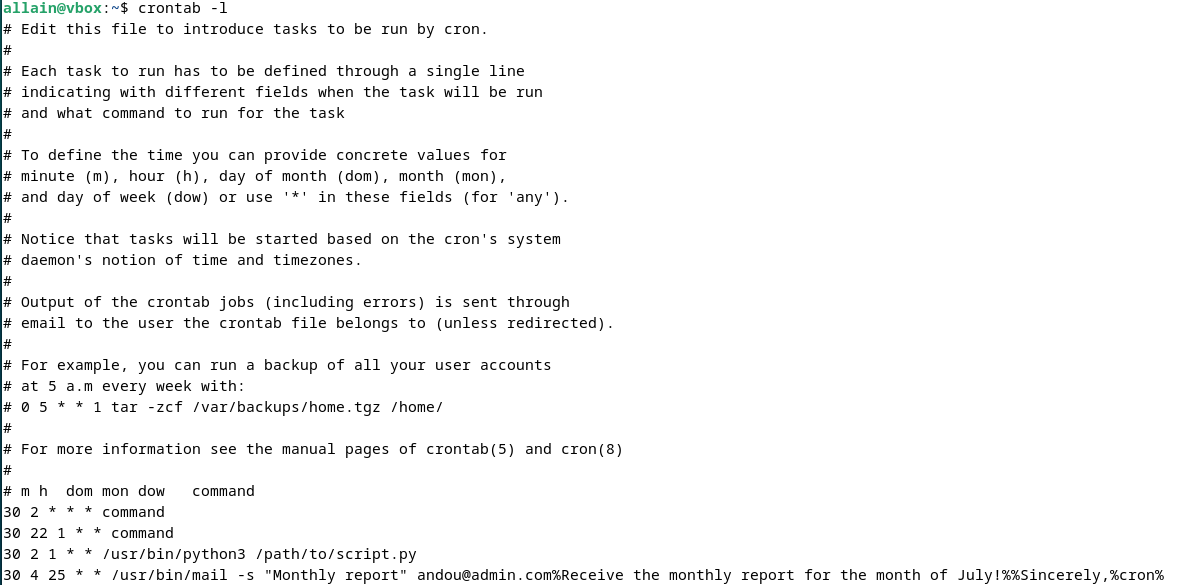 allain@vbox:~$ crontab -l
# Edit this file to introduce tasks to be run by cron.
#
# Each task to run has to be defined through a single line
# indicating with different fields when the task will be run
# and what command to run for the task
#
# To define the time you can provide concrete values for
# minute (m), hour (h), day of month (dom), month (mon),
# and day of week (dow) or use '*' in these fields (for 'any').
#
# Notice that tasks will be started based on the cron's system
# daemon's notion of time and timezones.
#
# Output of the crontab jobs (including errors) is sent through
# email to the user the crontab file belongs to (unless redirected).
#
# For example, you can run a backup of all your user accounts
# at 5 a.m every week with:
# 0 5 * * 1 tar -zcf /var/backups/home.tgz /home/
#
# For more information see the manual pages of crontab(5) and cron(8)
#
# m h  dom mon dow   command
30 2 * * * command
30 22 1 * * command
30 2 1 * * /usr/bin/python3 /path/to/script.py
30 4 25 * * /usr/bin/mail -s "Monthly report" andou@admin.com%Receive the monthly report for the month of July!%%Sincerely,%cron%